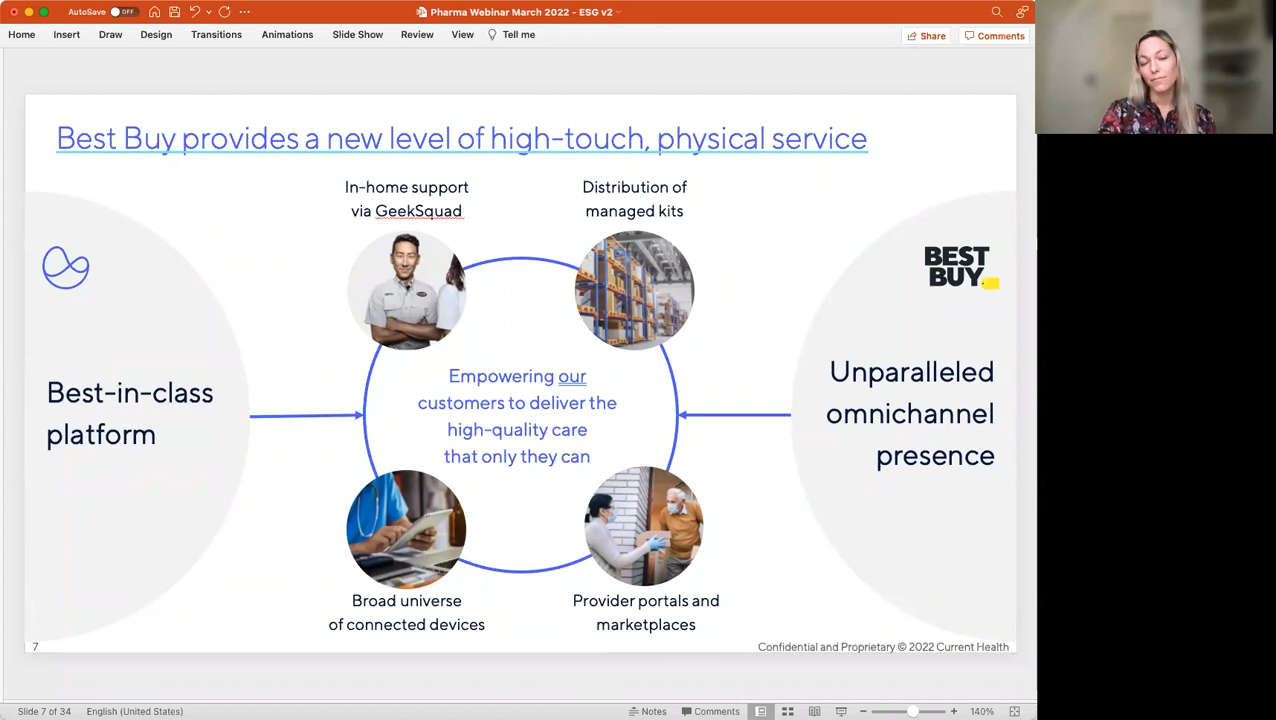 AutoSave OFF
Pharma Webinar March 2022 - ESG v2
Home Insert Draw Design Transitions Animations Slide Show Review View Tell me
Share Comments
Best Buy provides a new level of high-touch, physical service
In-home support
via GeekSquad
Distribution of
managed kits
BEST
BUY
Best-in-class
platform
Empowering our
customers to deliver the
high-quality care
that only they can
Unparalleled
omnichannel
presence
Broad universe
of connected devices
Provider portals and
marketplaces
7
Confidential and Proprietary © 2022 Current Health
Slide 7 of 34 English (United States)
Notes Comments 140%